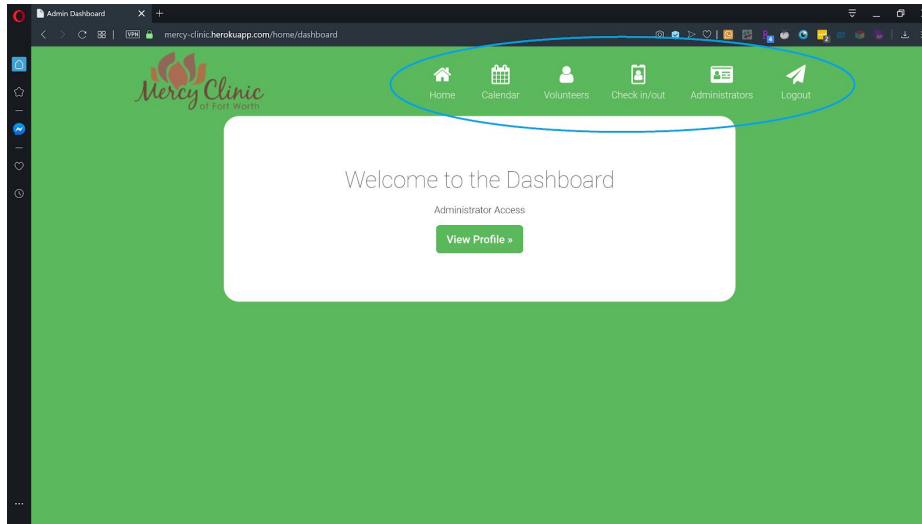 Admin Dashboard
VPN
mercy-clinic.herokuapp.com/home/dashboard
Mercy Clinic
of Fort Worth
Home Calendar Volunteers Check in/out Administrators Logout
Welcome to the Dashboard
Administrator Access
View Profile »